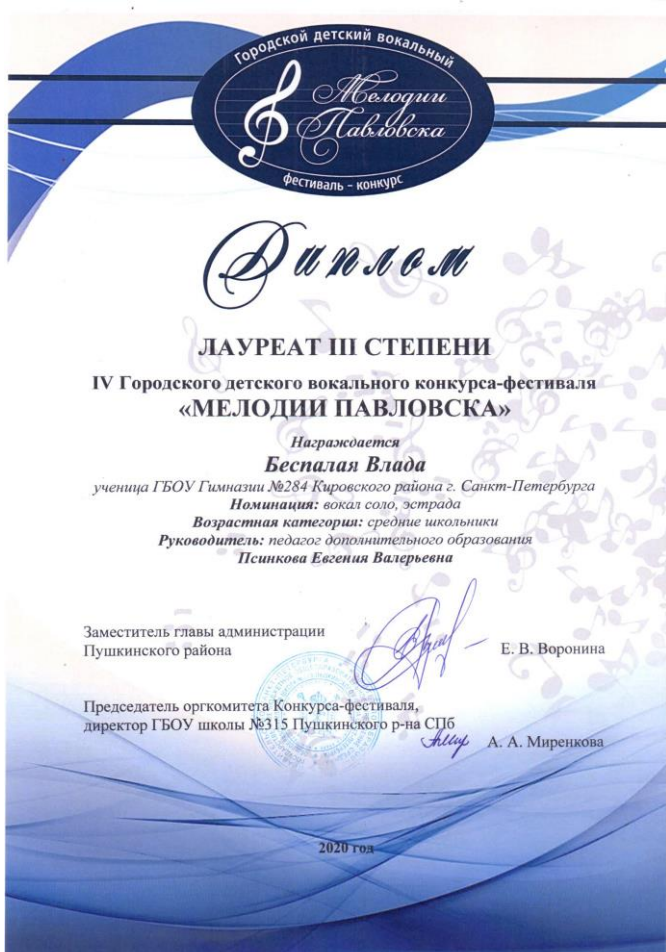 Городской детский вокальный
Мелодии
Павловска
фестиваль - конкурс
Диплом
ЛАУРЕАТ III СТЕПЕНИ
IV Городского детского вокального конкурса-фестиваля
«МЕЛОДИИ ПАВЛОВСКА»
Награждается
Беспалая Влада
ученица ГБОУ Гимназии №284 Кировского района г. Санкт-Петербурга
Номинация: вокал соло, эстрада
Возрастная категория: средние школьники
Руководитель: педагог дополнительного образования
Псинкова Евгения Валерьевна
Заместитель главы администрации
Пушкинского района
Е. В. Воронина
Председатель оргкомитета Конкурса-фестиваля,
директор ГБОУ школы №315 Пушкинского р-на СПб
А. А. Миренкова
2020 год